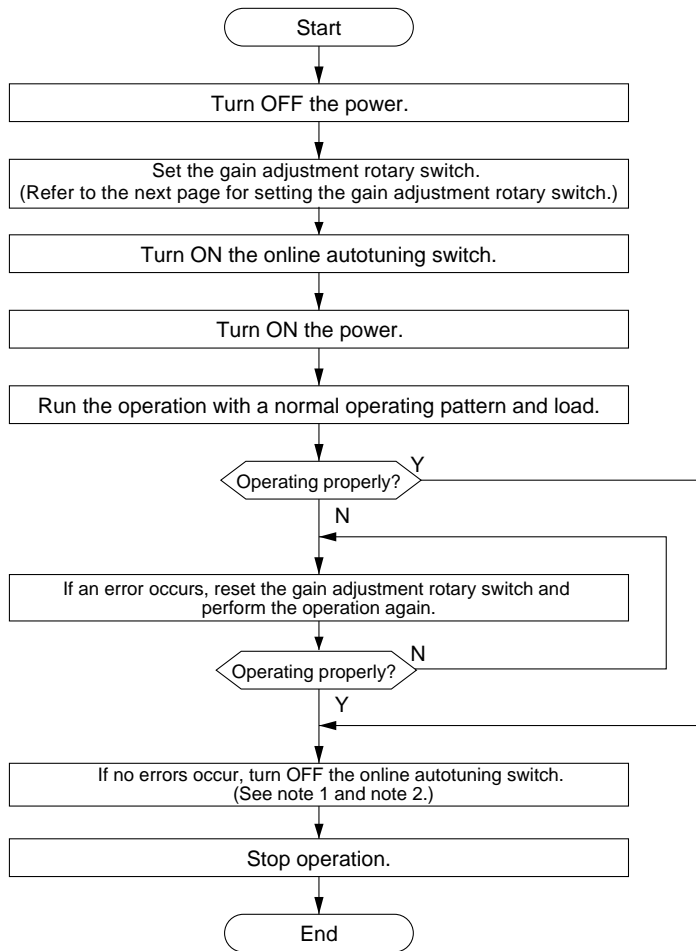 Start
Turn OFF the power.
Set the gain adjustment rotary switch.
(Refer to the next page for setting the gain adjustment rotary switch.)
Turn ON the online autotuning switch.
Turn ON the power.
Run the operation with a normal operating pattern and load.
Y
Operating properly?
N
If an error occurs, reset the gain adjustment rotary switch and
perform the operation again.
N
Operating properly?
Y
If no errors occur, turn OFF the online autotuning switch.
(See note 1 and note 2.)
Stop operation.
End